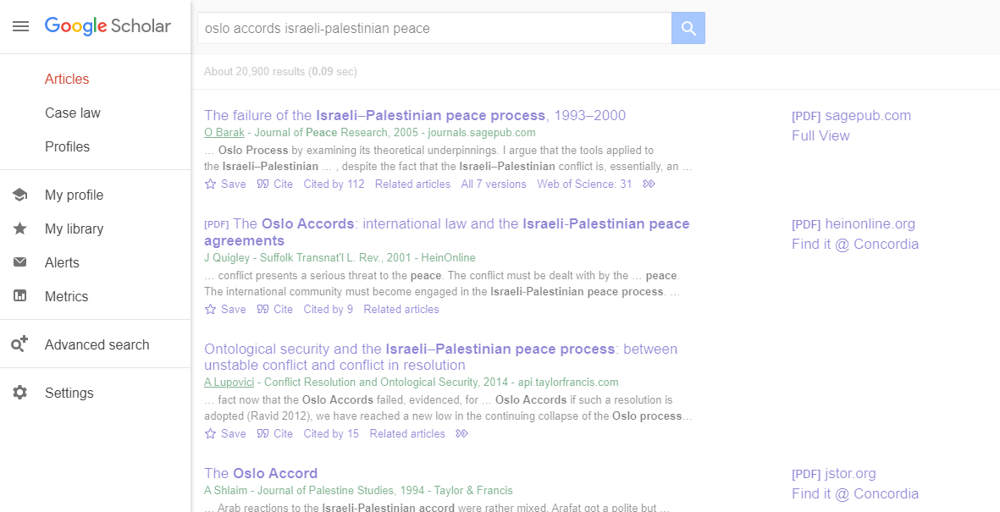 Google Scholar
oslo accords israeli-palestinian peace
Articles
Case law
Profiles
My profile
My library
Alerts
Metrics
Advanced search
Settings
About 20,900 results (0.09 sec)
The failure of the Israeli–Palestinian peace process, 1993–2000
O Barak - Journal of Peace Research, 2005 - journals.sagepub.com
… Oslo Process by examining its theoretical underpinnings. I argue that the tools applied to
the Israeli–Palestinian … , despite the fact that the Israeli–Palestinian conflict is, essentially, an …
Save Cite Cited by 112 Related articles All 7 versions Web of Science: 31
[PDF] sagepub.com
Full View
[PDF] The Oslo Accords: international law and the Israeli-Palestinian peace
agreements
J Quigley - Suffolk Transnat'l L. Rev., 2001 - HeinOnline
… conflict presents a serious threat to the peace. The conflict must be dealt with by the … peace.
The international community must become engaged in the Israeli-Palestinian peace process. …
Save Cite Cited by 9 Related articles
[PDF] heinonline.org
Find it @ Concordia
Ontological security and the Israeli–Palestinian peace process: between
unstable conflict and conflict in resolution
A Lupovici - Conflict Resolution and Ontological Security, 2014 - api.taylorfrancis.com
… fact now that the Oslo Accords failed, evidenced, for … Oslo Accords if such a resolution is
adopted (Ravid 2012), we have reached a new low in the continuing collapse of the Oslo process…
Save Cite Cited by 15 Related articles
The Oslo Accord
A Shlaim - Journal of Palestine Studies, 1994 - Taylor & Francis
… Arab reactions to the Israeli-Palestinian accord were rather mixed. Arafat got a polite but …
[PDF] jstor.org
Find it @ Concordia